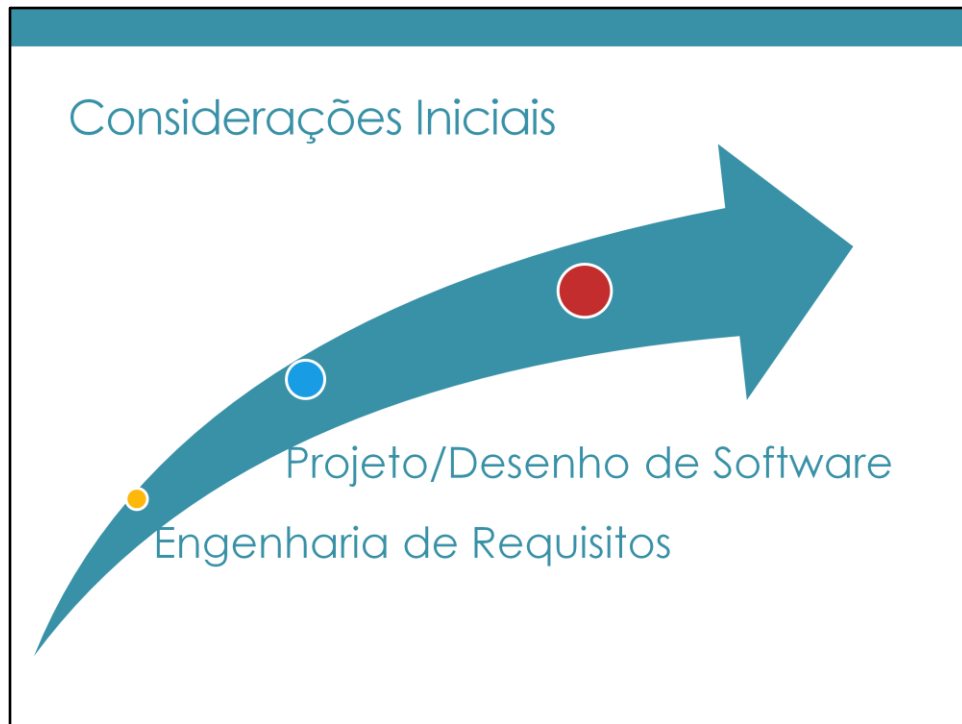 Considerações Iniciais
Projeto/Desenho de Software
Engenharia de Requisitos